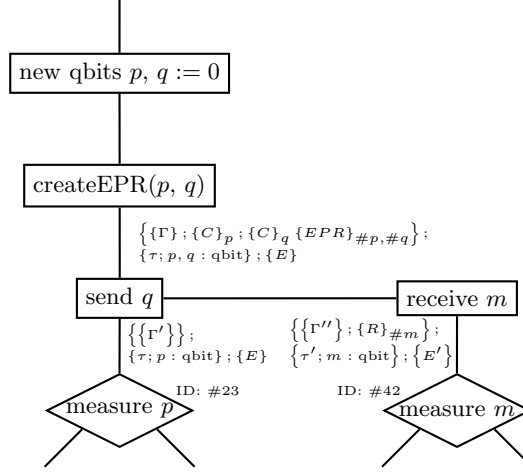 new qbits p, q := 0
createEPR(p, q)
{{Γ} ; {C}_p ; {C}_q {EPR}_#p,#q} ;
{τ; p, q : qbit} ; {E}
send q
receive m
{{Γ′}} ;
{τ; p : qbit} ; {E}
{{Γ′′} ; {R}_#m} ;
{τ′; m : qbit} ; {E′}
ID: #23
measure p
ID: #42
measure m